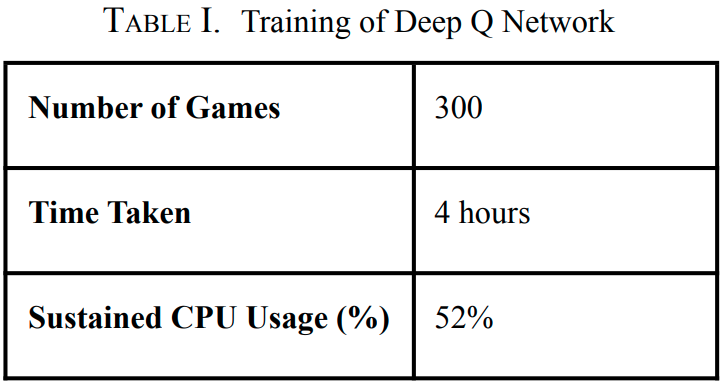 TABLE I. Training of Deep Q Network
Number of Games 300
Time Taken 4 hours
Sustained CPU Usage (%) 52%